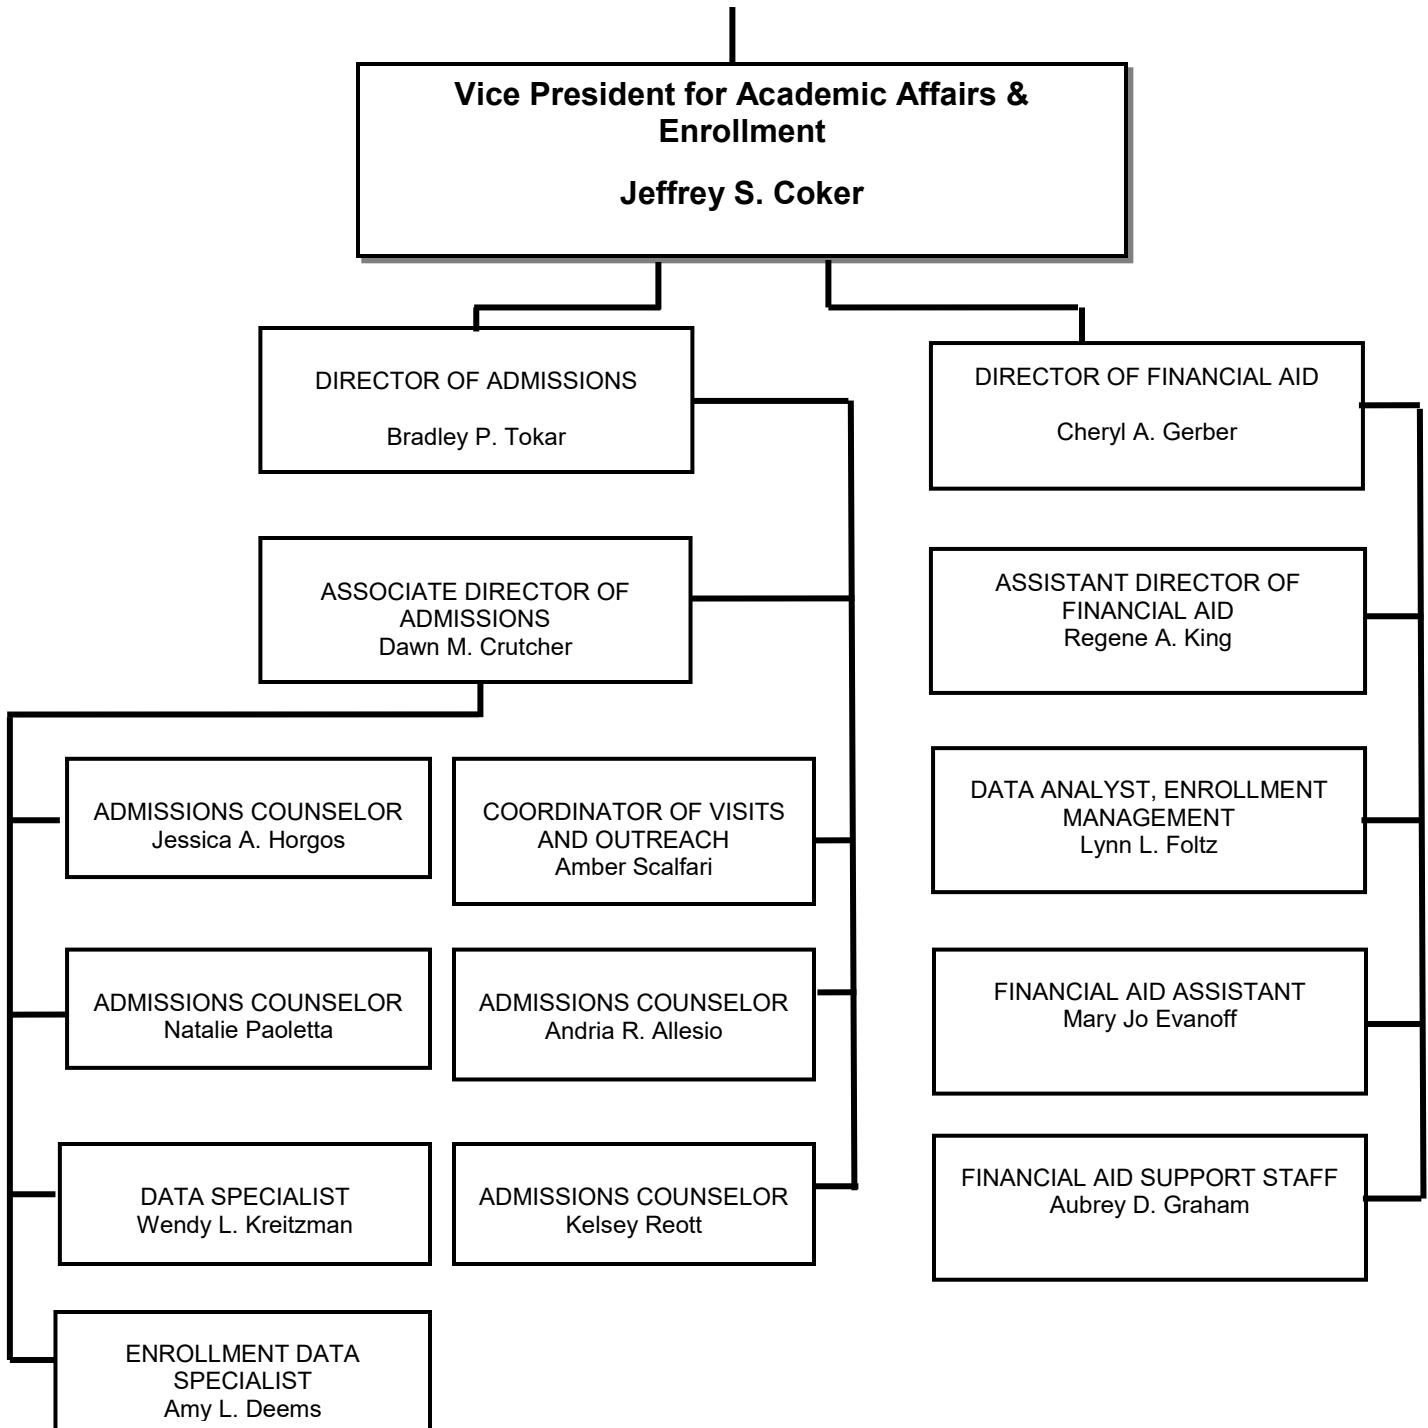 Vice President for Academic Affairs &
Enrollment
Jeffrey S. Coker
DIRECTOR OF ADMISSIONS
Bradley P. Tokar
DIRECTOR OF FINANCIAL AID
Cheryl A. Gerber
ASSOCIATE DIRECTOR OF
ADMISSIONS
Dawn M. Crutcher
ASSISTANT DIRECTOR OF
FINANCIAL AID
Regene A. King
ADMISSIONS COUNSELOR
Jessica A. Horgos
COORDINATOR OF VISITS
AND OUTREACH
Amber Scalfari
DATA ANALYST, ENROLLMENT
MANAGEMENT
Lynn L. Foltz
ADMISSIONS COUNSELOR
Natalie Paoletta
ADMISSIONS COUNSELOR
Andria R. Allesio
FINANCIAL AID ASSISTANT
Mary Jo Evanoff
DATA SPECIALIST
Wendy L. Kreitzman
ADMISSIONS COUNSELOR
Kelsey Reott
FINANCIAL AID SUPPORT STAFF
Aubrey D. Graham
ENROLLMENT DATA
SPECIALIST
Amy L. Deems